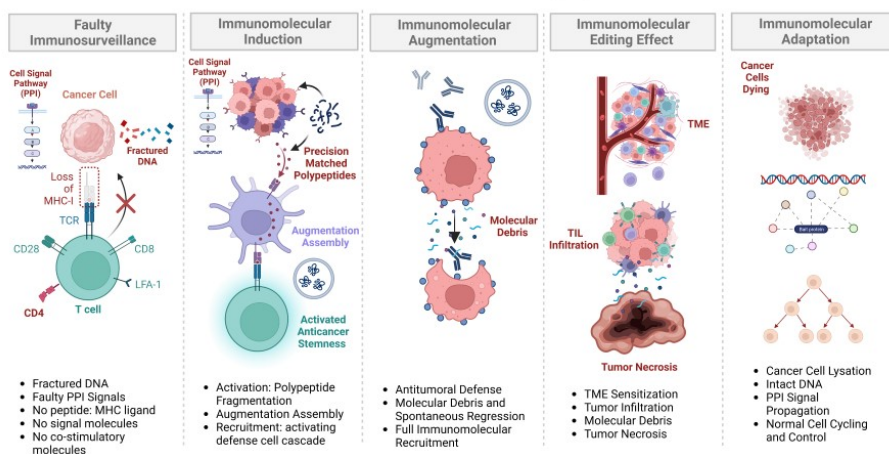 Faulty
Immunosurveillance
Cell Signal
Pathway
(PPI)
Cancer Cell
Fractured
DNA
Loss
of
MHC-I
TCR
CD28
CD8
LFA-1
CD4
T cell
• Fractured DNA
• Faulty PPI Signals
• No peptide: MHC ligand
• No signal molecules
• No co-stimulatory
molecules
Immunomolecular
Induction
Cell Signal
Pathway
(PPI)
Precision
Matched
Polypeptides
Augmentation
Assembly
Activated
Anticancer
Stemness
• Activation: Polypeptide
Fragmentation
• Augmentation Assembly
• Recruitment: activating
defense cell cascade
Immunomolecular
Augmentation
Molecular
Debris
• Antitumoral Defense
• Molecular Debris and
Spontaneous Regression
• Full Immunomolecular
Recruitment
Immunomolecular
Editing Effect
TME
TIL
Infiltration
Tumor Necrosis
• TME Sensitization
• Tumor Infiltration
• Molecular Debris
• Tumor Necrosis
Immunomolecular
Adaptation
Cancer
Cells
Dying
protein
• Cancer Cell Lysation
• Intact DNA
• PPI Signal
Propagation
• Normal Cell Cycling
and Control